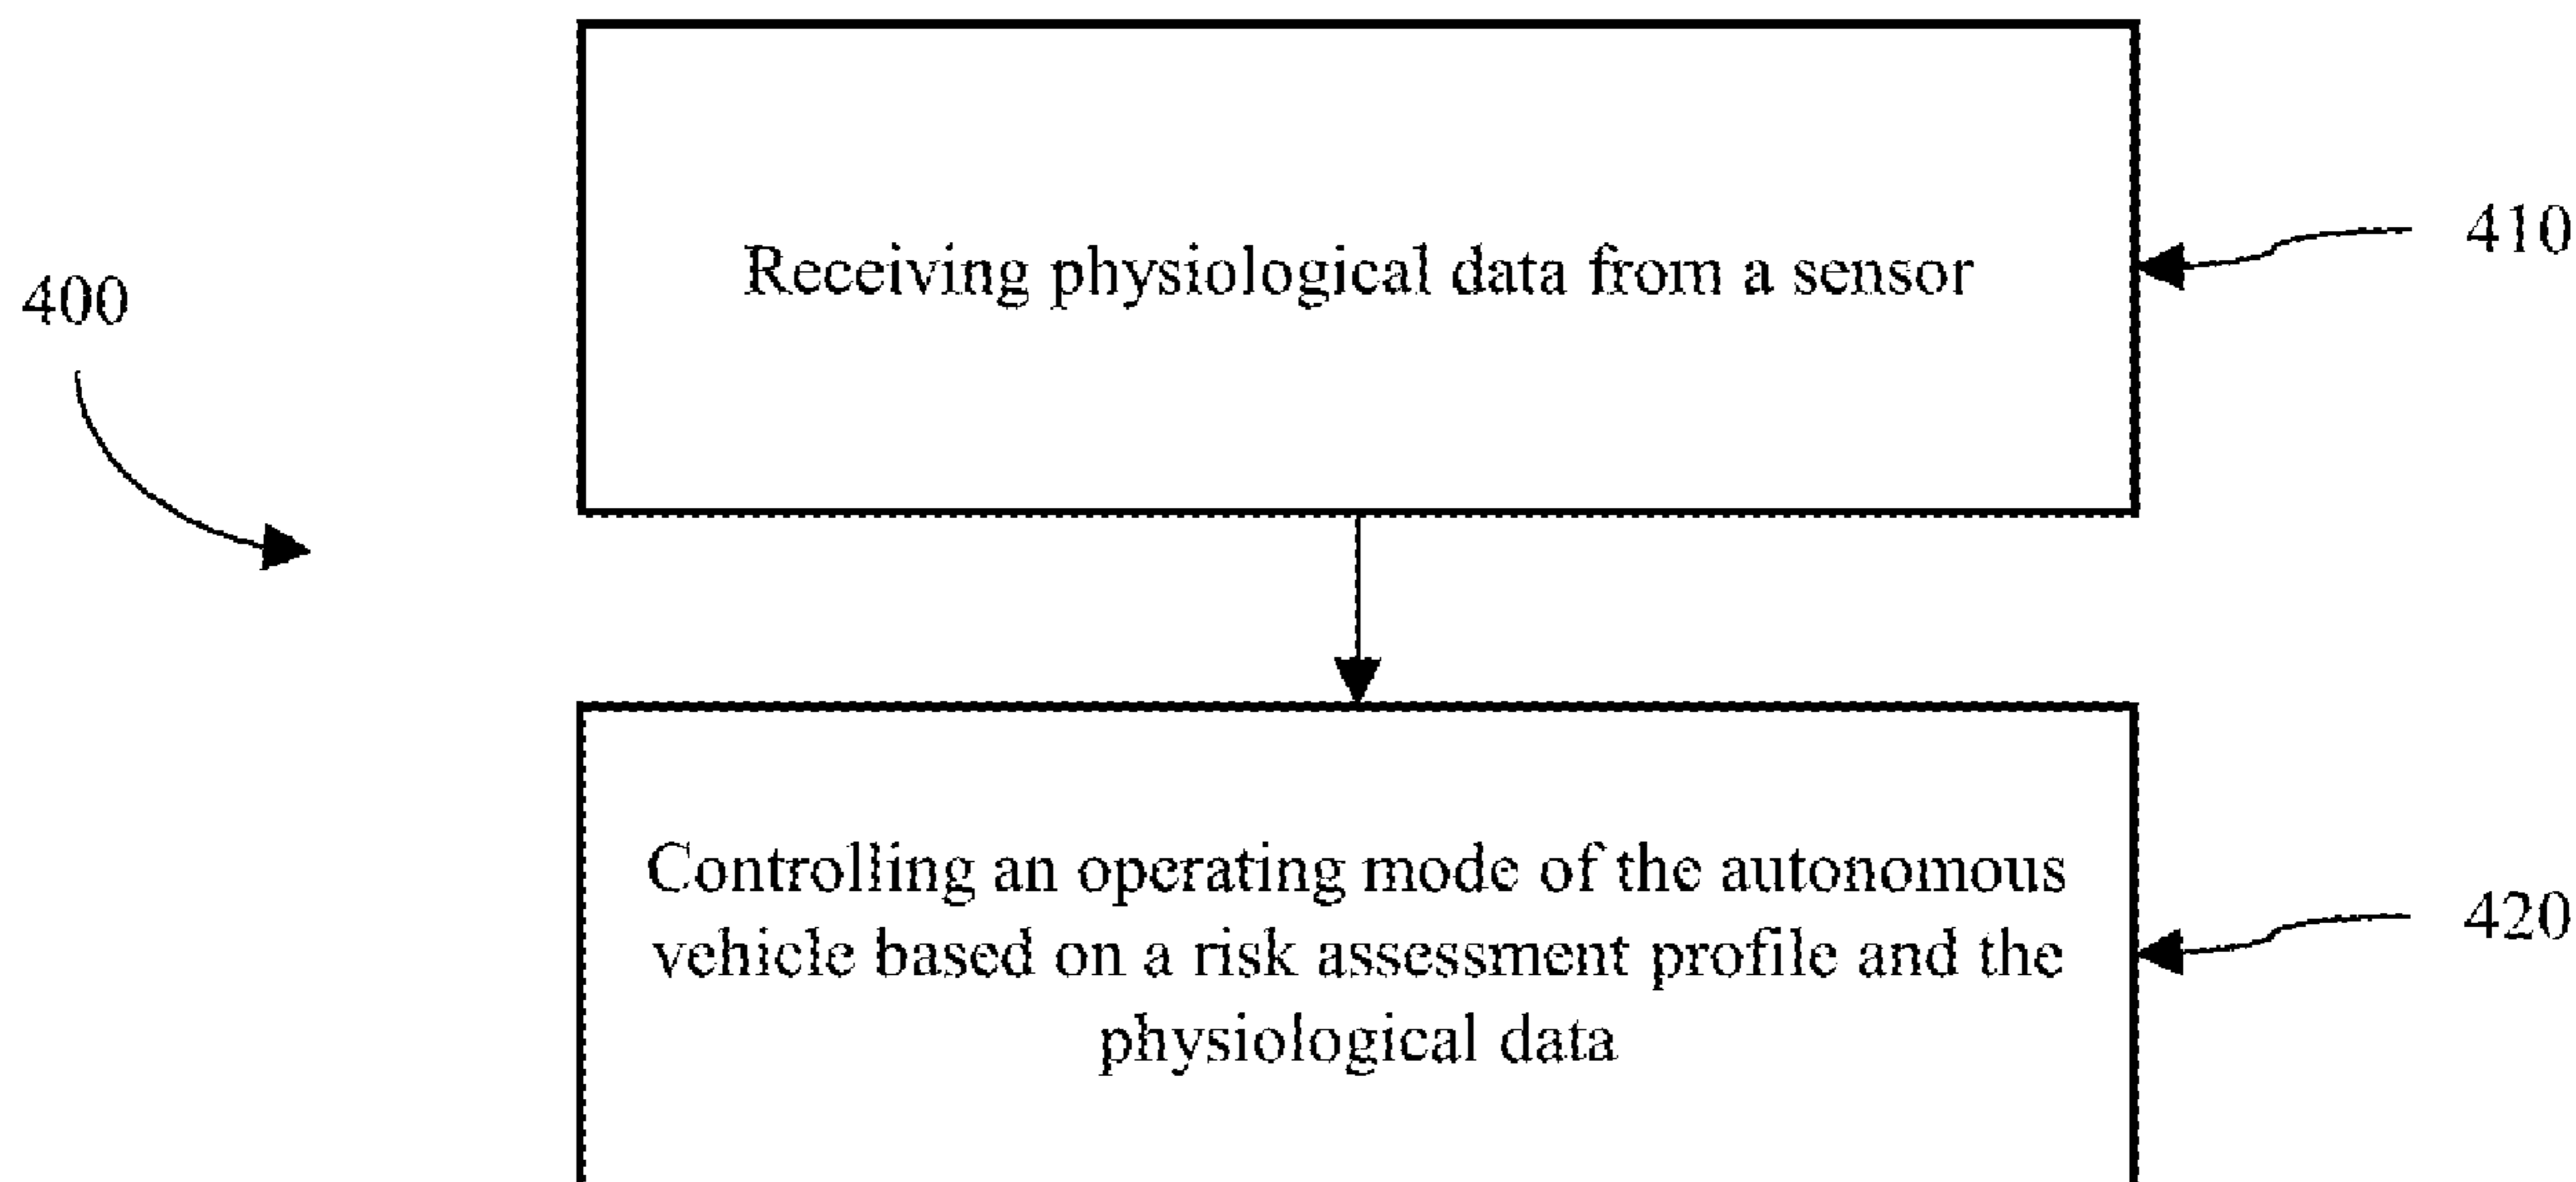 400
Receiving physiological data from a sensor
410
Controlling an operating mode of the autonomous
vehicle based on a risk assessment profile and the
physiological data
420